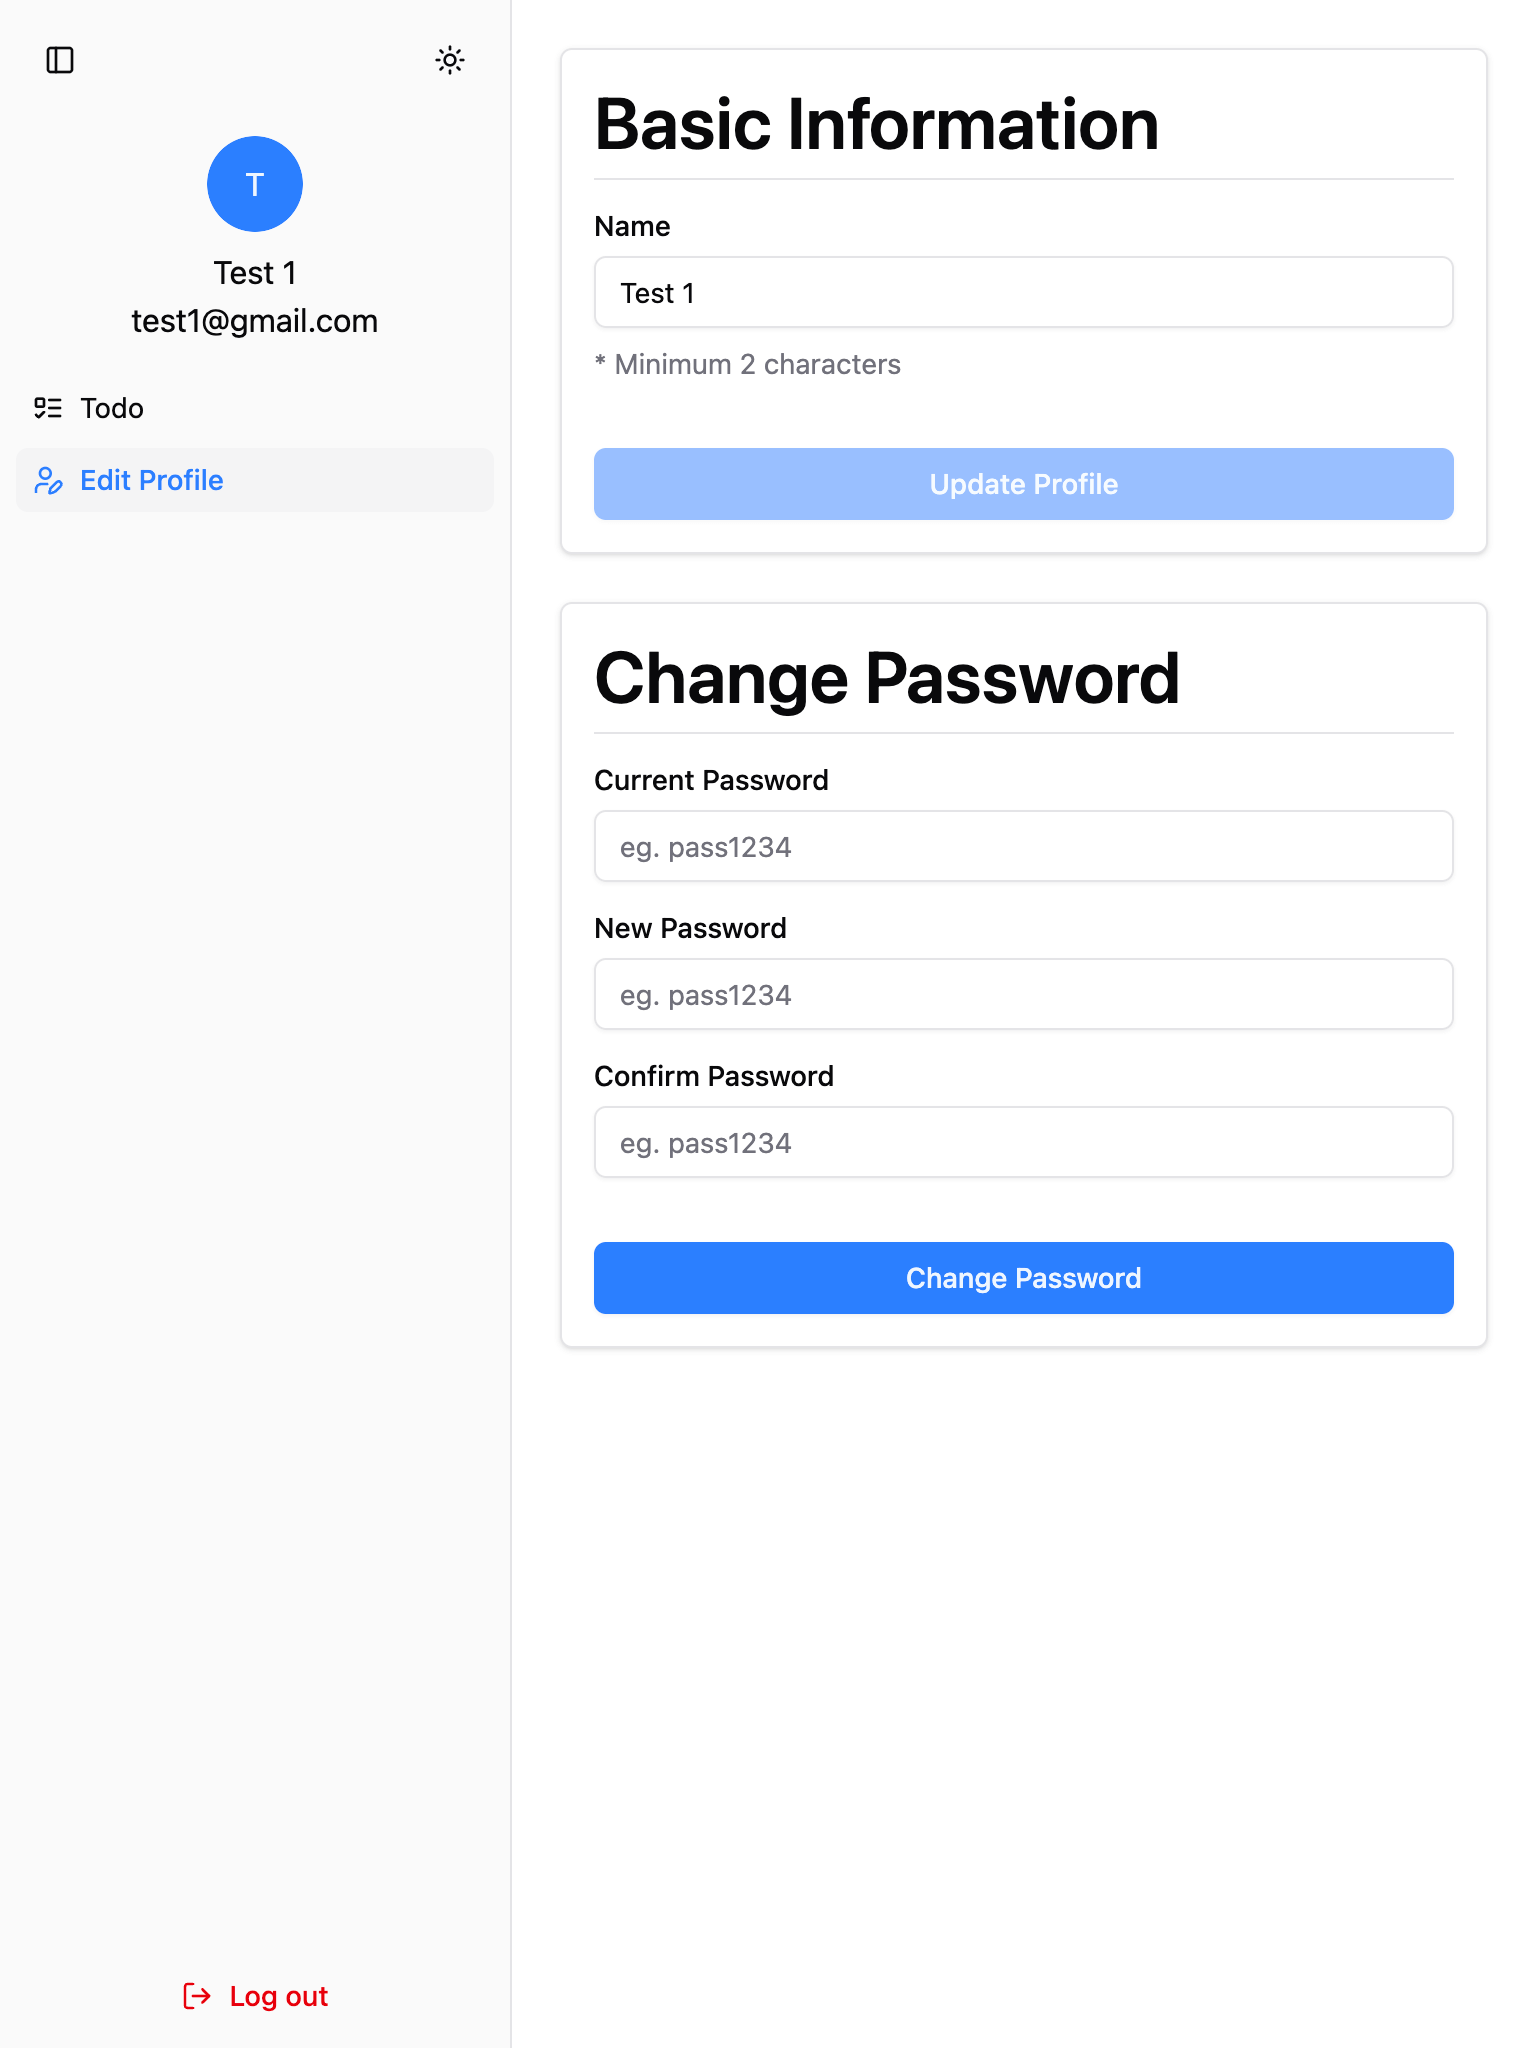 T
Test 1
test1@gmail.com
Todo
Edit Profile
Log out
Basic Information
Name
Test 1
* Minimum 2 characters
Update Profile
Change Password
Current Password
eg. pass1234
New Password
eg. pass1234
Confirm Password
eg. pass1234
Change Password